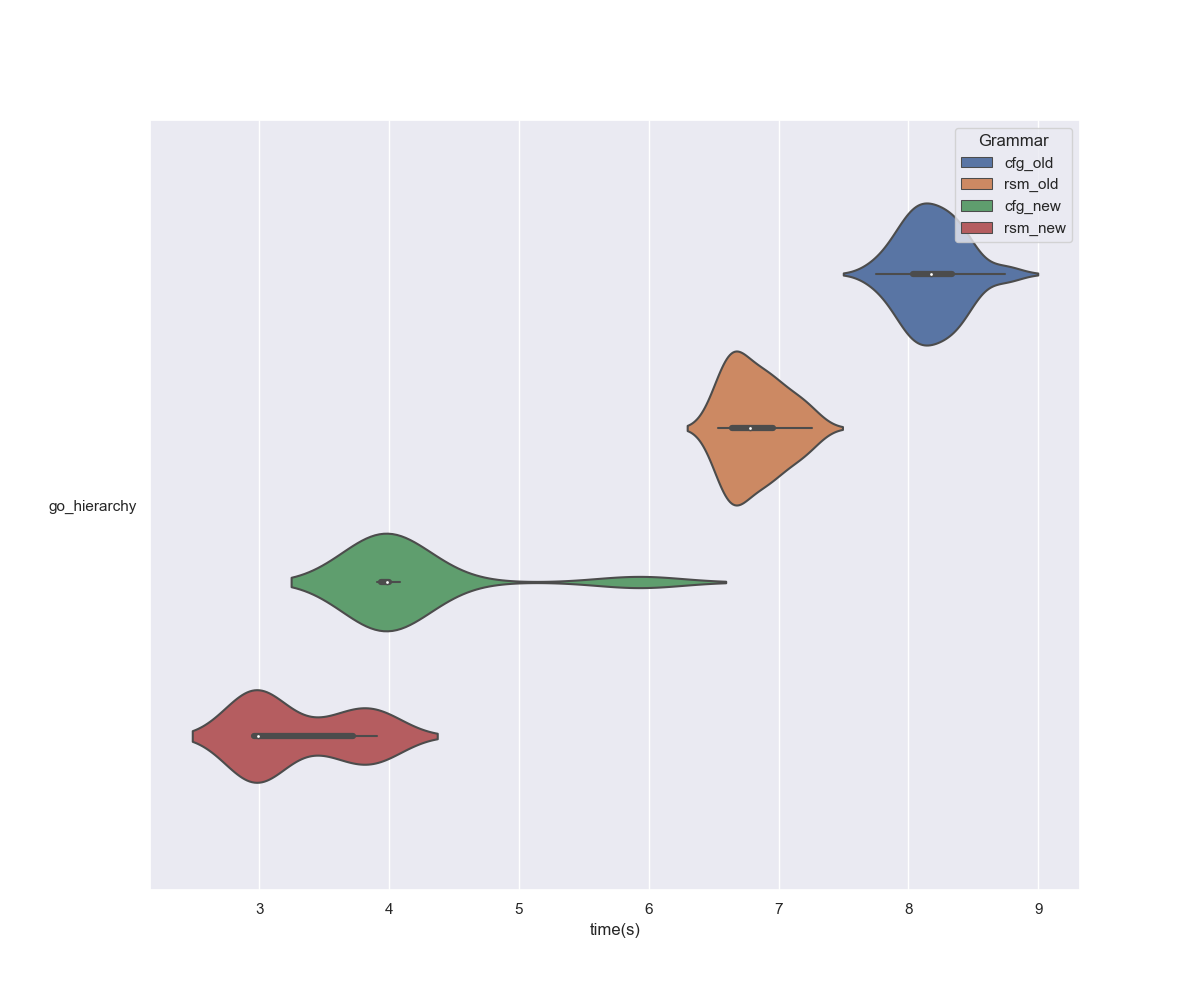 Grammar
cfg_old
rsm_old
cfg_new
rsm_new
go_hierarchy
3 4 5 6 7 8 9
time(s)